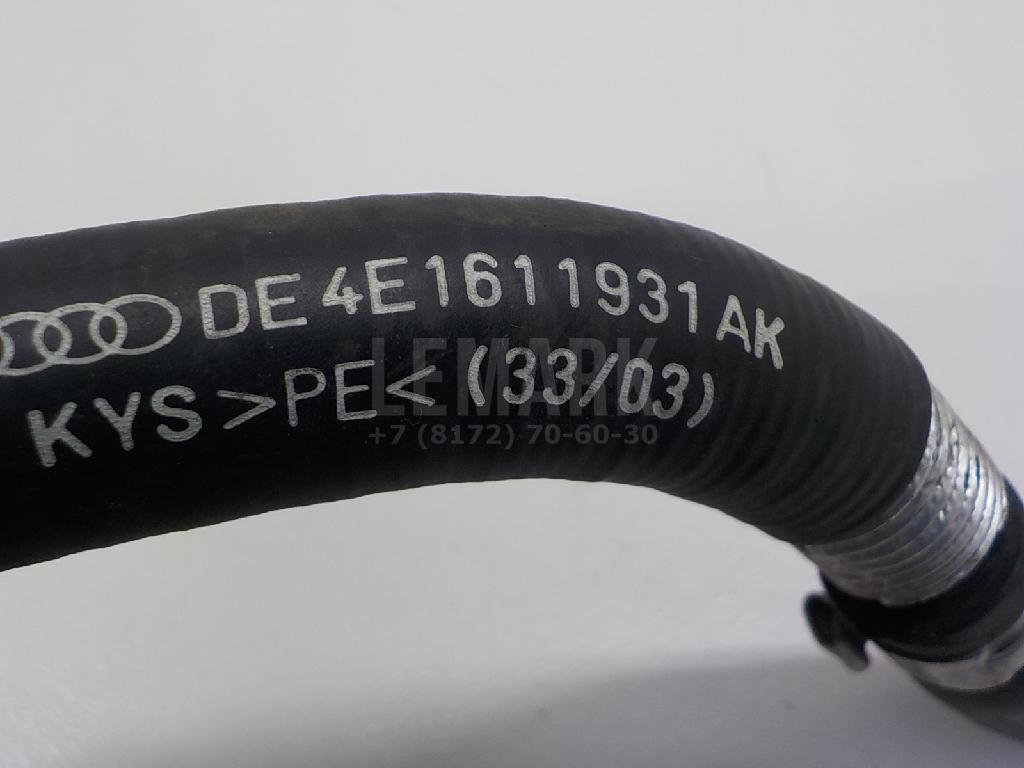 DE 4E1611931AK
KYS>PE< (33/03)
LEMARK
+7 (8172) 70-60-30